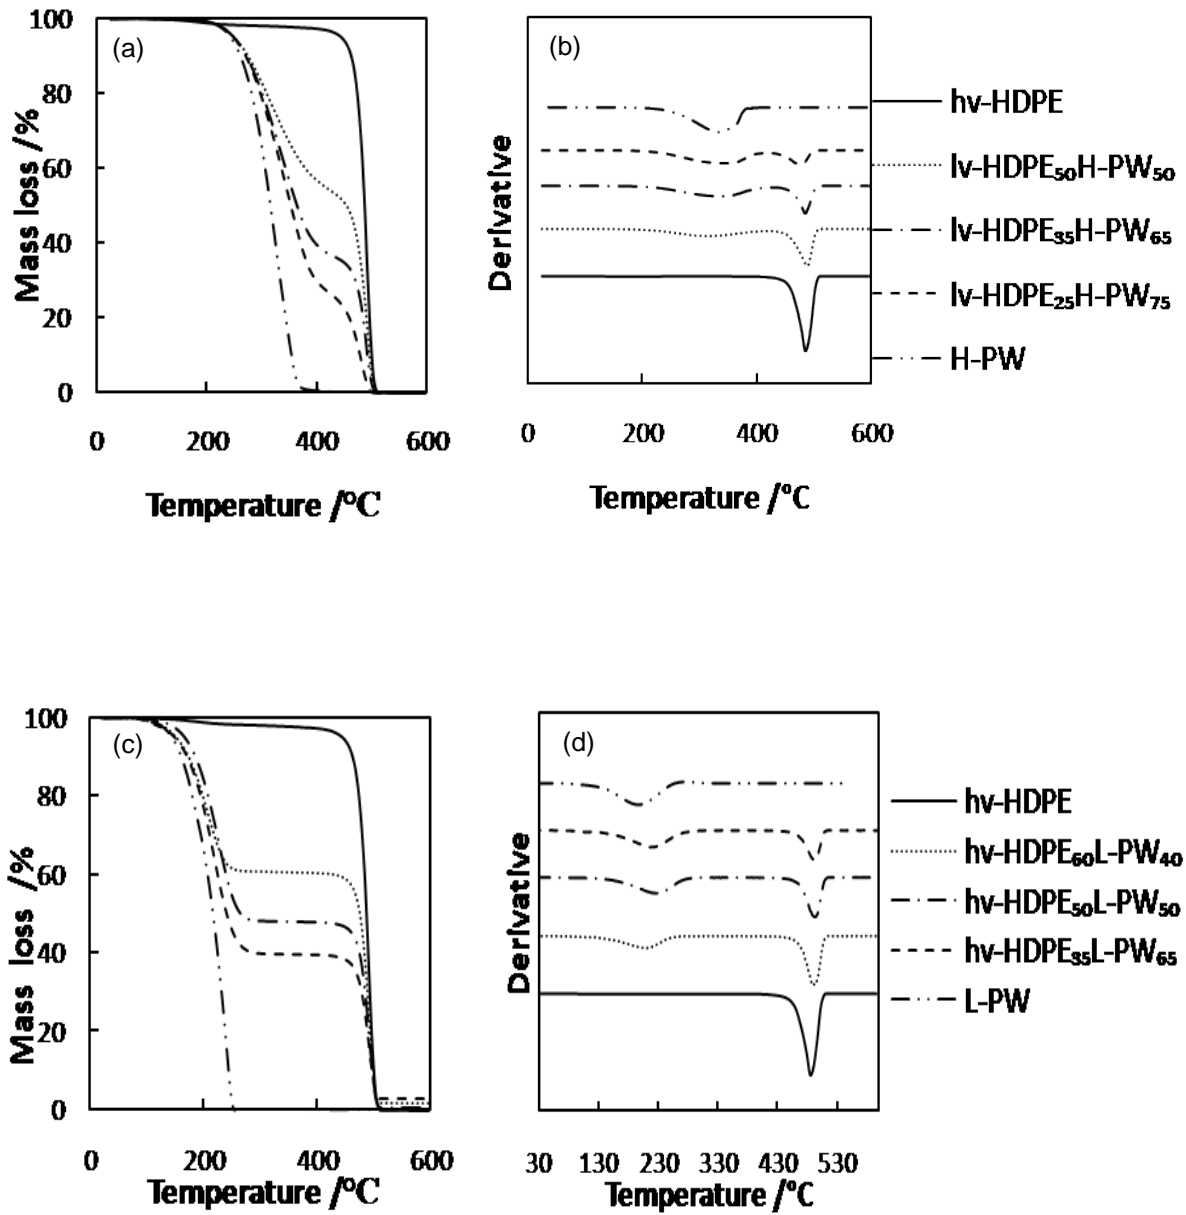 (a)
100
80
60
40
20
0
Mass loss /%
0 200 400 600
Temperature /°C
(b)
Derivative
0 200 400 600
Temperature /°C
hv-HDPE
lv-HDPE₅₀H-PW₅₀
lv-HDPE₃₅H-PW₆₅
lv-HDPE₂₅H-PW₇₅
H-PW
(c)
100
80
60
40
20
0
Mass loss /%
0 200 400 600
Temperature /°C
(d)
Derivative
30 130 230 330 430 530
Temperature /°C
hv-HDPE
hv-HDPE₆₀L-PW₄₀
hv-HDPE₅₀L-PW₅₀
hv-HDPE₃₅L-PW₆₅
L-PW